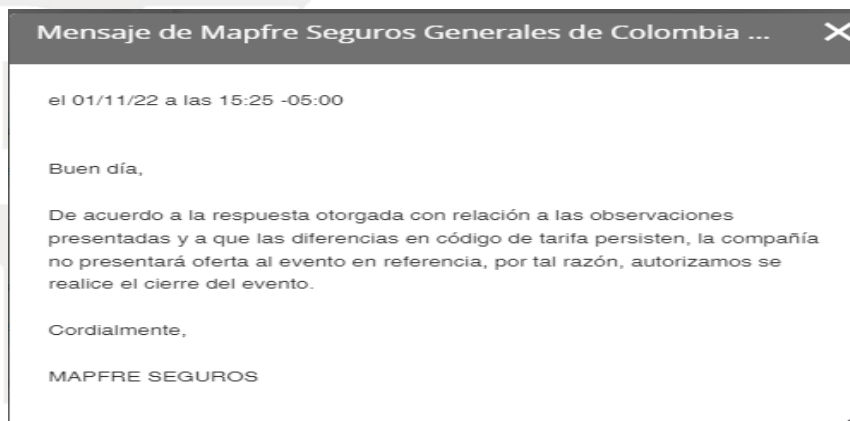 Mensaje de Mapfre Seguros Generales de Colombia ...
el 01/11/22 a las 15:25 -05:00
Buen día,
De acuerdo a la respuesta otorgada con relación a las observaciones
presentadas y a que las diferencias en código de tarifa persisten, la compañía
no presentará oferta al evento en referencia, por tal razón, autorizamos se
realice el cierre del evento.
Cordialmente,
MAPFRE SEGUROS